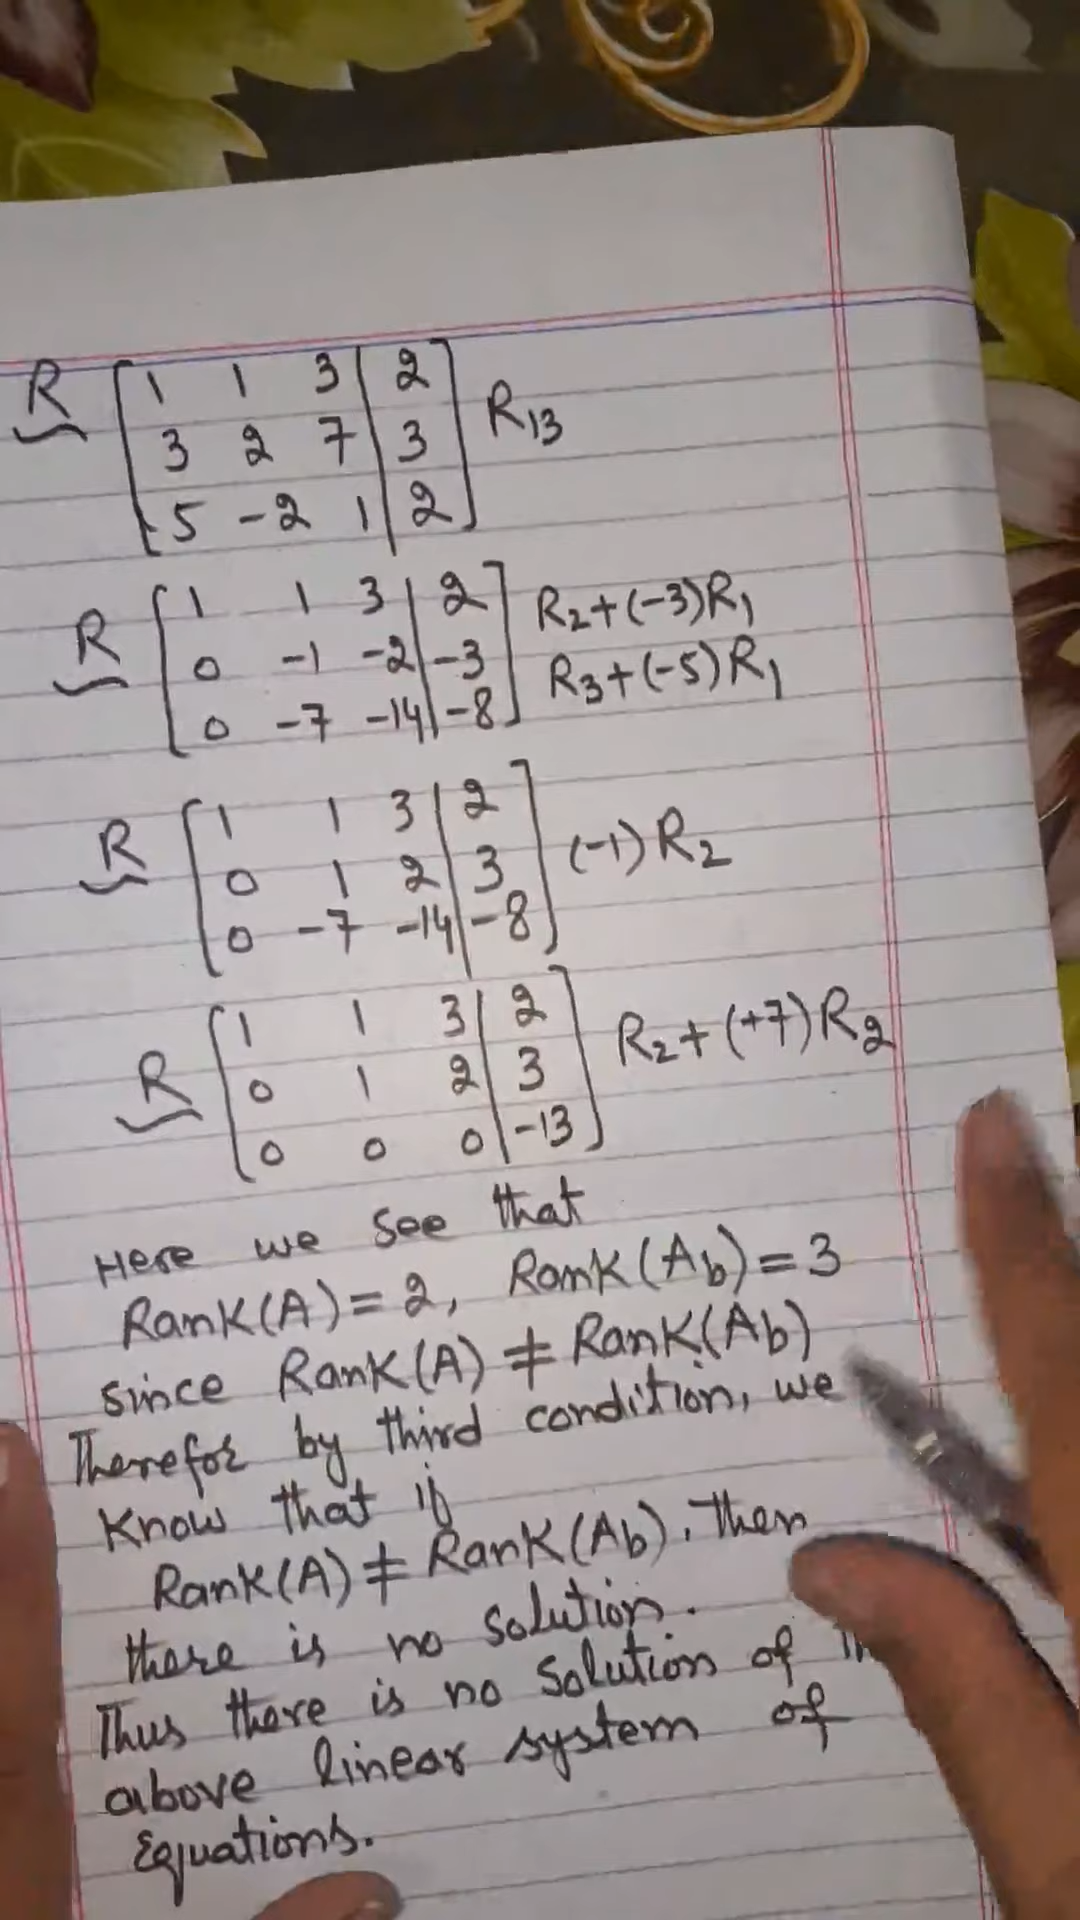 R [1 1 3 | 2] R13
3 2 7 | 3
5 -2 1 | 2
R [1 1 3 | 2] R2+(-3)R1
0 -1 -2 | -3 R3+(-5)R1
0 -7 -14 | -8
R [1 1 3 | 2]
0 1 2 | 3 (-1)R2
0 -7 -14 | -8
R [1 1 3 | 2] R2+(+7)R2
0 1 2 | 3
0 0 0 | -13
Here we see that
Rank(A)=2, Rank(Ab)=3
since Rank(A) ≠ Rank(Ab)
Therefor by third condition, we
Know that if
Rank(A) ≠ Rank(Ab), then
there is no solution.
Thus there is no solution of
above linear system of
Equations.